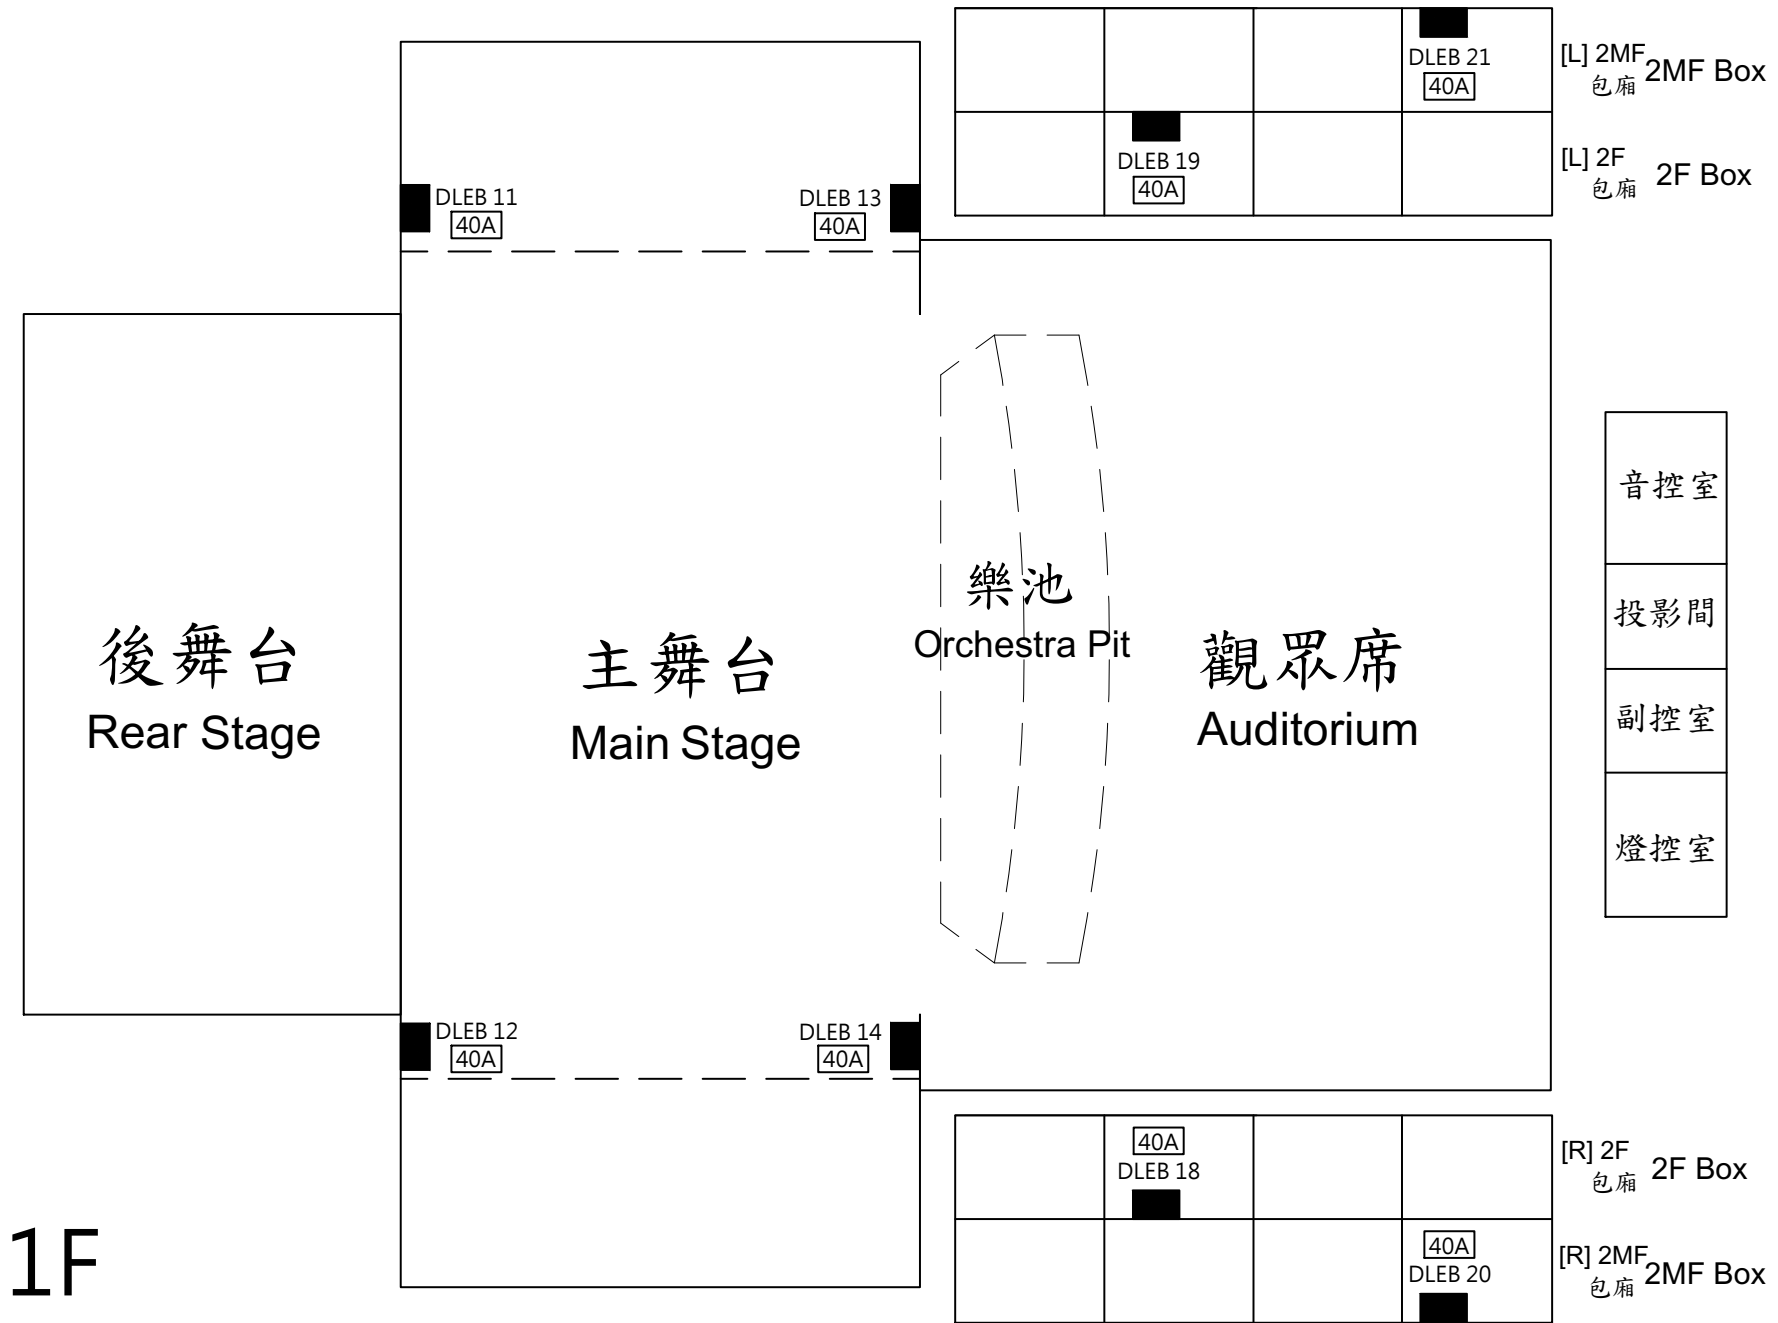 DLEB 21
40A
[L] 2MF
包廂
2MF Box
DLEB 19
40A
[L] 2F
包廂
2F Box
DLEB 11
40A
DLEB 13
40A
後舞台
Rear Stage
主舞台
Main Stage
樂池
Orchestra Pit
觀眾席
Auditorium
音控室
投影間
副控室
燈控室
DLEB 12
40A
DLEB 14
40A
40A
DLEB 18
[R] 2F
包廂
2F Box
40A
DLEB 20
[R] 2MF
包廂
2MF Box
1F